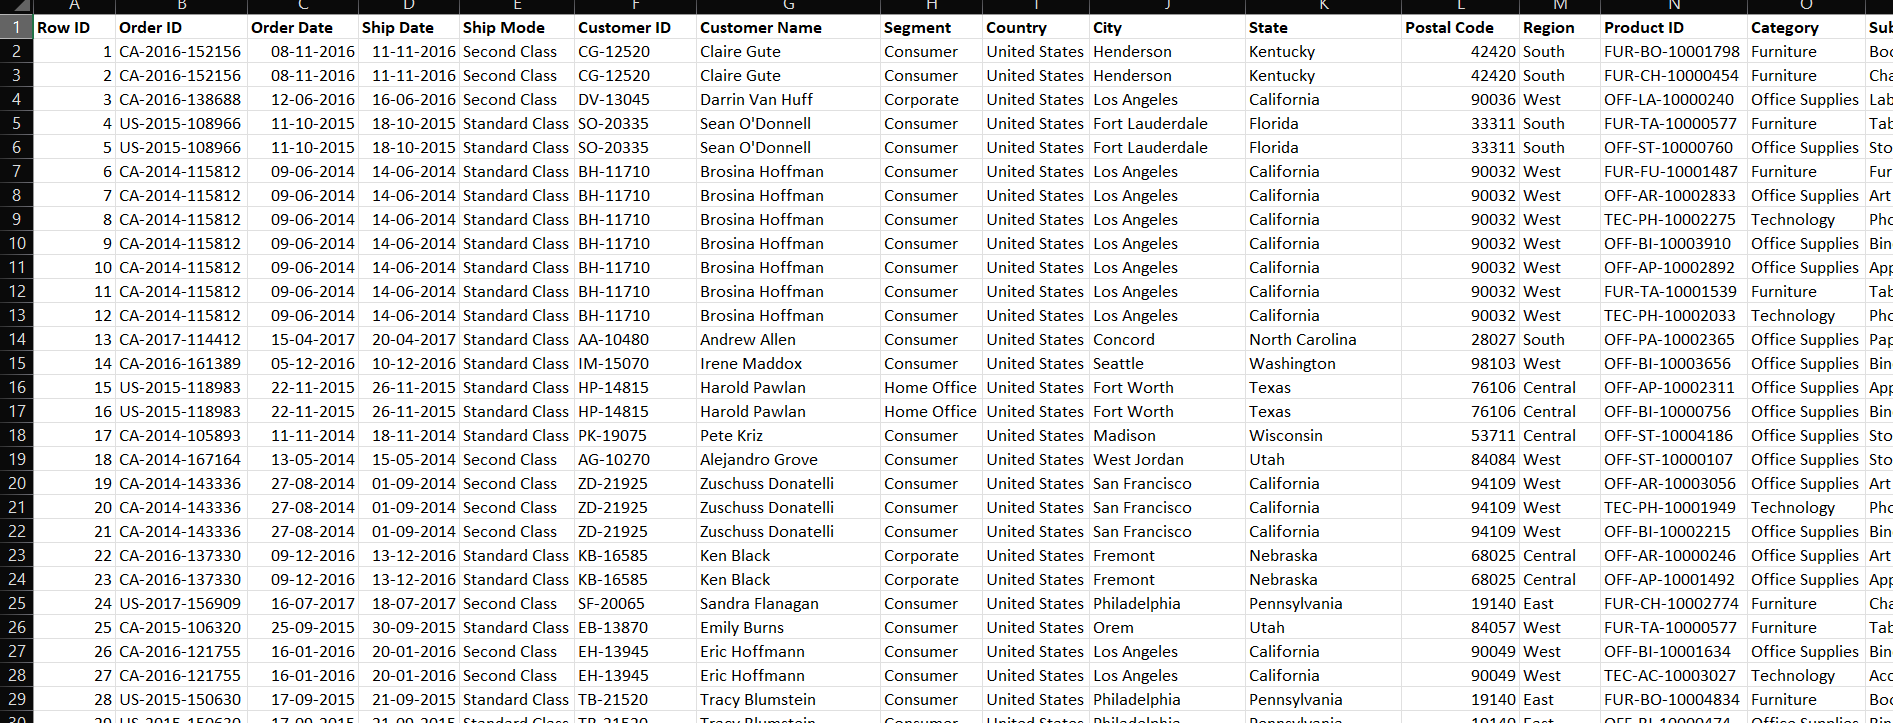 A B C D E F G H I J K L M N O
1 Row ID Order ID Order Date Ship Date Ship Mode Customer ID Customer Name Segment Country City State Postal Code Region Product ID Category Sub
2 1 CA-2016-152156 08-11-2016 11-11-2016 Second Class CG-12520 Claire Gute Consumer United States Henderson Kentucky 42420 South FUR-BO-10001798 Furniture Boo
3 2 CA-2016-152156 08-11-2016 11-11-2016 Second Class CG-12520 Claire Gute Consumer United States Henderson Kentucky 42420 South FUR-CH-10000454 Furniture Cha
4 3 CA-2016-138688 12-06-2016 16-06-2016 Second Class DV-13045 Darrin Van Huff Corporate United States Los Angeles California 90036 West OFF-LA-10000240 Office Supplies Lab
5 4 US-2015-108966 11-10-2015 18-10-2015 Standard Class SO-20335 Sean O'Donnell Consumer United States Fort Lauderdale Florida 33311 South FUR-TA-10000577 Furniture Tab
6 5 US-2015-108966 11-10-2015 18-10-2015 Standard Class SO-20335 Sean O'Donnell Consumer United States Fort Lauderdale Florida 33311 South OFF-ST-10000760 Office Supplies Sto
7 6 CA-2014-115812 09-06-2014 14-06-2014 Standard Class BH-11710 Brosina Hoffman Consumer United States Los Angeles California 90032 West FUR-FU-10001487 Furniture Fur
8 7 CA-2014-115812 09-06-2014 14-06-2014 Standard Class BH-11710 Brosina Hoffman Consumer United States Los Angeles California 90032 West OFF-AR-10002833 Office Supplies Art
9 8 CA-2014-115812 09-06-2014 14-06-2014 Standard Class BH-11710 Brosina Hoffman Consumer United States Los Angeles California 90032 West TEC-PH-10002275 Technology Pho
10 9 CA-2014-115812 09-06-2014 14-06-2014 Standard Class BH-11710 Brosina Hoffman Consumer United States Los Angeles California 90032 West OFF-BI-10003910 Office Supplies Bin
11 10 CA-2014-115812 09-06-2014 14-06-2014 Standard Class BH-11710 Brosina Hoffman Consumer United States Los Angeles California 90032 West OFF-AP-10002892 Office Supplies App
12 11 CA-2014-115812 09-06-2014 14-06-2014 Standard Class BH-11710 Brosina Hoffman Consumer United States Los Angeles California 90032 West FUR-TA-10001539 Furniture Tab
13 12 CA-2014-115812 09-06-2014 14-06-2014 Standard Class BH-11710 Brosina Hoffman Consumer United States Los Angeles California 90032 West TEC-PH-10002033 Technology Pho
14 13 CA-2017-114412 15-04-2017 20-04-2017 Standard Class AA-10480 Andrew Allen Consumer United States Concord North Carolina 28027 South OFF-PA-10002365 Office Supplies Pap
15 14 CA-2016-161389 05-12-2016 10-12-2016 Standard Class IM-15070 Irene Maddox Consumer United States Seattle Washington 98103 West OFF-BI-10003656 Office Supplies Bin
16 15 US-2015-118983 22-11-2015 26-11-2015 Standard Class HP-14815 Harold Pawlan Home Office United States Fort Worth Texas 76106 Central OFF-AP-10002311 Office Supplies App
17 16 US-2015-118983 22-11-2015 26-11-2015 Standard Class HP-14815 Harold Pawlan Home Office United States Fort Worth Texas 76106 Central OFF-BI-10000756 Office Supplies Bin
18 17 CA-2014-105893 11-11-2014 18-11-2014 Standard Class PK-19075 Pete Kriz Consumer United States Madison Wisconsin 53711 Central OFF-ST-10004186 Office Supplies Sto
19 18 CA-2014-167164 13-05-2014 15-05-2014 Second Class AG-10270 Alejandro Grove Consumer United States West Jordan Utah 84084 West OFF-ST-10000107 Office Supplies Sto
20 19 CA-2014-143336 27-08-2014 01-09-2014 Second Class ZD-21925 Zuschuss Donatelli Consumer United States San Francisco California 94109 West OFF-AR-10003056 Office Supplies Art
21 20 CA-2014-143336 27-08-2014 01-09-2014 Second Class ZD-21925 Zuschuss Donatelli Consumer United States San Francisco California 94109 West TEC-PH-10001949 Technology Pho
22 21 CA-2014-143336 27-08-2014 01-09-2014 Second Class ZD-21925 Zuschuss Donatelli Consumer United States San Francisco California 94109 West OFF-BI-10002215 Office Supplies Bin
23 22 CA-2016-137330 09-12-2016 13-12-2016 Standard Class KB-16585 Ken Black Corporate United States Fremont Nebraska 68025 Central OFF-AR-10000246 Office Supplies Art
24 23 CA-2016-137330 09-12-2016 13-12-2016 Standard Class KB-16585 Ken Black Corporate United States Fremont Nebraska 68025 Central OFF-AP-10001492 Office Supplies App
25 24 US-2017-156909 16-07-2017 18-07-2017 Second Class SF-20065 Sandra Flanagan Consumer United States Philadelphia Pennsylvania 19140 East FUR-CH-10002774 Furniture Cha
26 25 CA-2015-106320 25-09-2015 30-09-2015 Standard Class EB-13870 Emily Burns Consumer United States Orem Utah 84057 West FUR-TA-10000577 Furniture Tab
27 26 CA-2016-121755 16-01-2016 20-01-2016 Second Class EH-13945 Eric Hoffmann Consumer United States Los Angeles California 90049 West OFF-BI-10001634 Office Supplies Bin
28 27 CA-2016-121755 16-01-2016 20-01-2016 Second Class EH-13945 Eric Hoffmann Consumer United States Los Angeles California 90049 West TEC-AC-10003027 Technology Acc
29 28 US-2015-150630 17-09-2015 21-09-2015 Standard Class TB-21520 Tracy Blumstein Consumer United States Philadelphia Pennsylvania 19140 East FUR-BO-10004834 Furniture Boo
30 29 US-2015-150630 17-09-2015 21-09-2015 Standard Class TB-21520 Tracy Blumstein Consumer United States Philadelphia Pennsylvania 19140 East OFF-BI-10000474 Office Supplies Bin